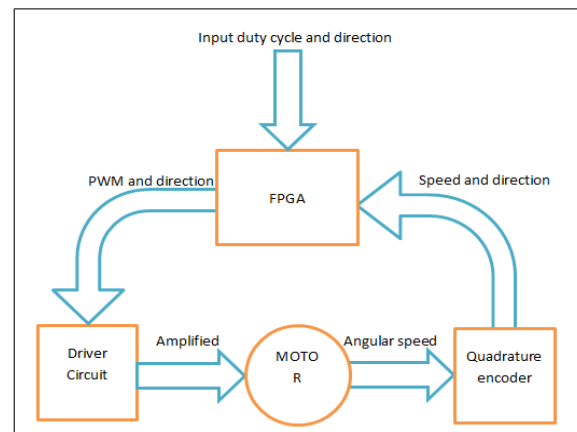 Input duty cycle and direction
PWM and direction
FPGA
Speed and direction
Driver
Circuit
Amplified
MOTO
R
Angular speed
Quadrature
encoder